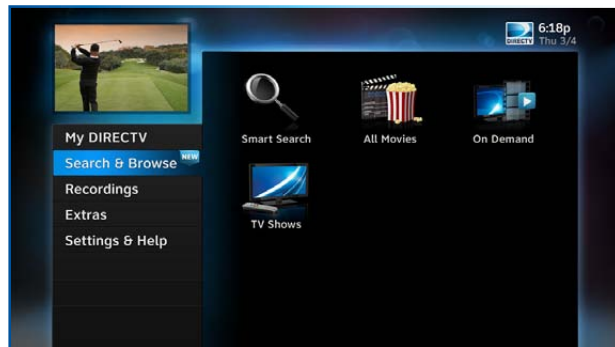 DIRECTV
6:18p
Thu 3/4
My DIRECTV
Search & Browse NEW
Recordings
Extras
Settings & Help
Smart Search
All Movies
On Demand
TV Shows